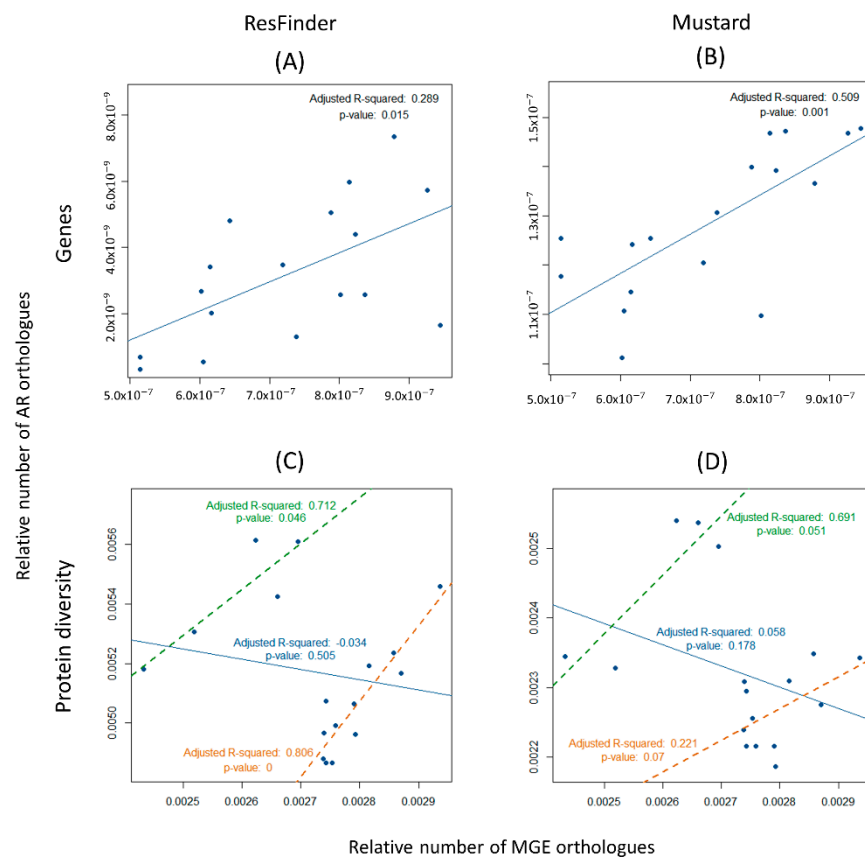 ResFinder
Mustard
(A)
(B)
Relative number of AR orthologues
Genes
8.0x10⁻⁹
6.0x10⁻⁹
4.0x10⁻⁹
2.0x10⁻⁹
Adjusted R-squared: 0.289
p-value: 0.015
5.0x10⁻⁷ 6.0x10⁻⁷ 7.0x10⁻⁷ 8.0x10⁻⁷ 9.0x10⁻⁷
1.5x10⁻⁷
1.3x10⁻⁷
1.1x10⁻⁷
Adjusted R-squared: 0.509
p-value: 0.001
5.0x10⁻⁷ 6.0x10⁻⁷ 7.0x10⁻⁷ 8.0x10⁻⁷ 9.0x10⁻⁷
(C)
(D)
Protein diversity
0.0056
0.0054
0.0052
0.0050
Adjusted R-squared: 0.712
p-value: 0.046
Adjusted R-squared: -0.034
p-value: 0.505
Adjusted R-squared: 0.806
p-value: 0
0.0025 0.0026 0.0027 0.0028 0.0029
0.0025
0.0024
0.0023
0.0022
Adjusted R-squared: 0.691
p-value: 0.051
Adjusted R-squared: 0.058
p-value: 0.178
Adjusted R-squared: 0.221
p-value: 0.07
0.0025 0.0026 0.0027 0.0028 0.0029
Relative number of MGE orthologues